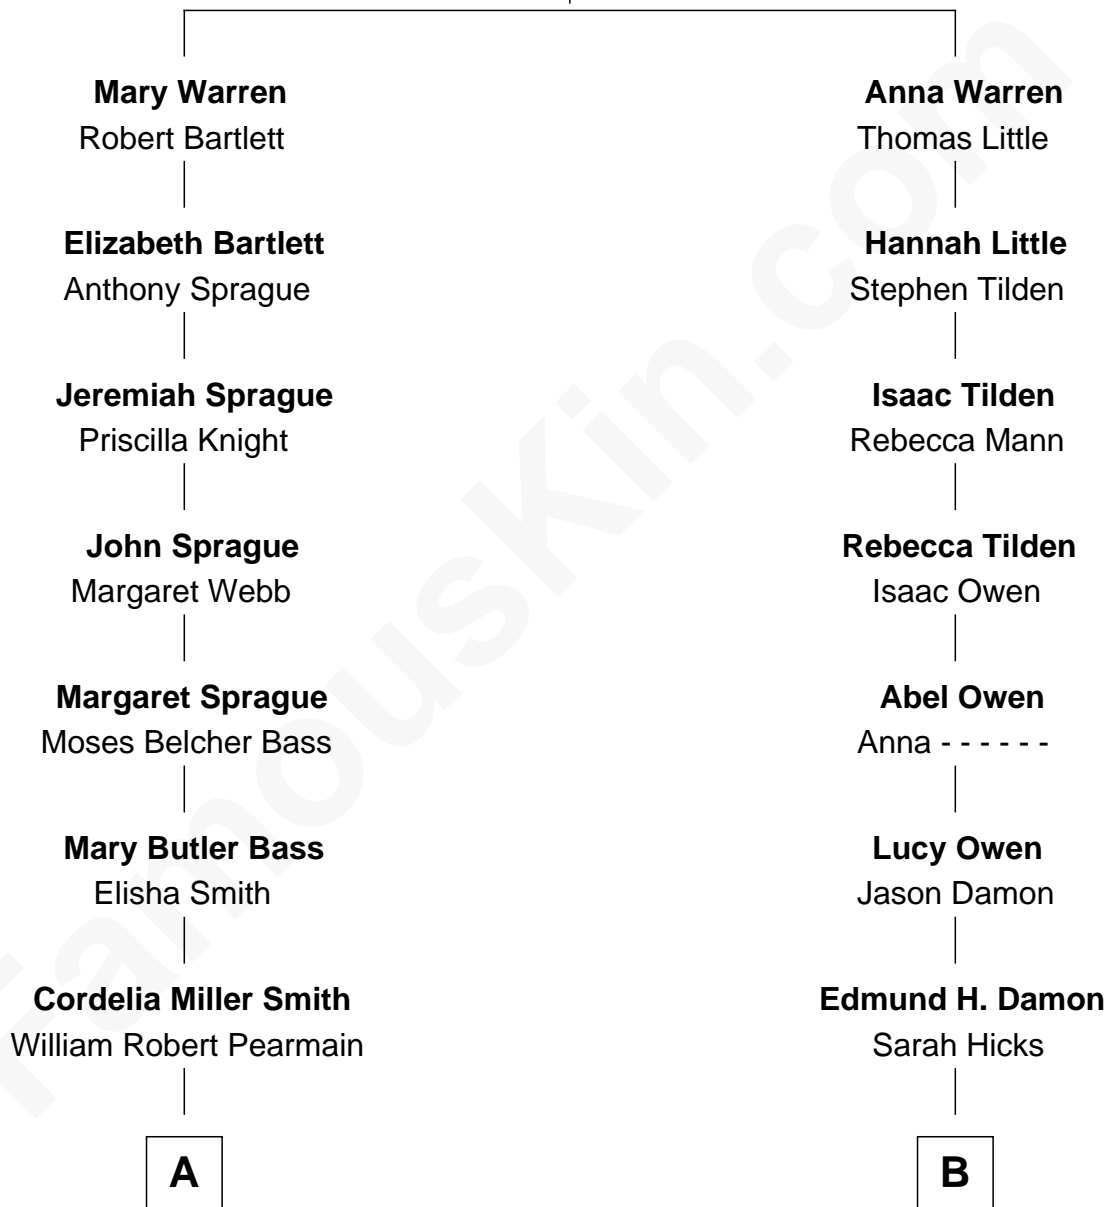 Mary Warren
Robert Bartlett
Anna Warren
Thomas Little
Elizabeth Bartlett
Anthony Sprague
Hannah Little
Stephen Tilden
Jeremiah Sprague
Priscilla Knight
Isaac Tilden
Rebecca Mann
John Sprague
Margaret Webb
Rebecca Tilden
Isaac Owen
Margaret Sprague
Moses Belcher Bass
Abel Owen
Anna - - - - - -
Mary Butler Bass
Elisha Smith
Lucy Owen
Jason Damon
Cordelia Miller Smith
William Robert Pearmain
Edmund H. Damon
Sarah Hicks
A
B
FamousKin.com